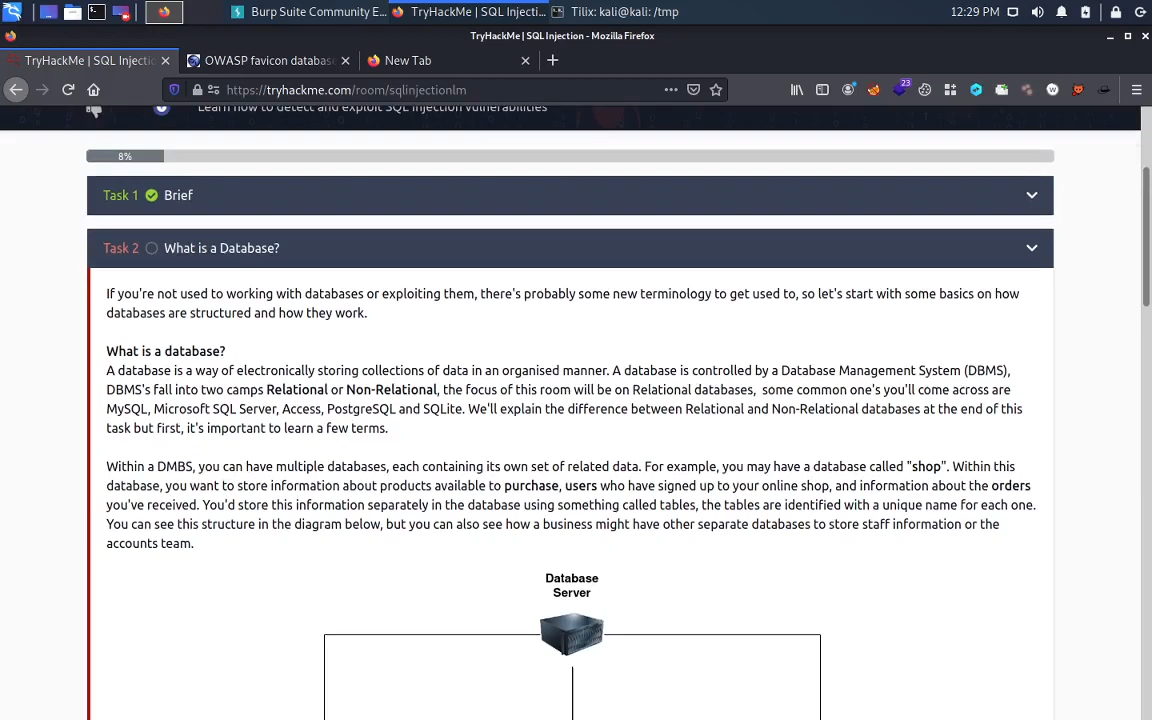 Burp Suite Community E...
TryHackMe | SQL Injecti...
Tilix: kali@kali: /tmp
12:29 PM
TryHackMe | SQL Injection - Mozilla Firefox
TryHackMe | SQL Injectio
OWASP favicon databas
New Tab
https://tryhackme.com/room/sqlinjectionlm
23
Learn how to detect and exploit SQL Injection vulnerabilities
8%
Task 1 Brief
Task 2 What is a Database?
If you're not used to working with databases or exploiting them, there's probably some new terminology to get used to, so let's start with some basics on how
databases are structured and how they work.
What is a database?
A database is a way of electronically storing collections of data in an organised manner. A database is controlled by a Database Management System (DBMS),
DBMS's fall into two camps Relational or Non-Relational, the focus of this room will be on Relational databases, some common one's you'll come across are
MySQL, Microsoft SQL Server, Access, PostgreSQL and SQLite. We'll explain the difference between Relational and Non-Relational databases at the end of this
task but first, it's important to learn a few terms.
Within a DMBS, you can have multiple databases, each containing its own set of related data. For example, you may have a database called "shop". Within this
database, you want to store information about products available to purchase, users who have signed up to your online shop, and information about the orders
you've received. You'd store this information separately in the database using something called tables, the tables are identified with a unique name for each one.
You can see this structure in the diagram below, but you can also see how a business might have other separate databases to store staff information or the
accounts team.
Database
Server